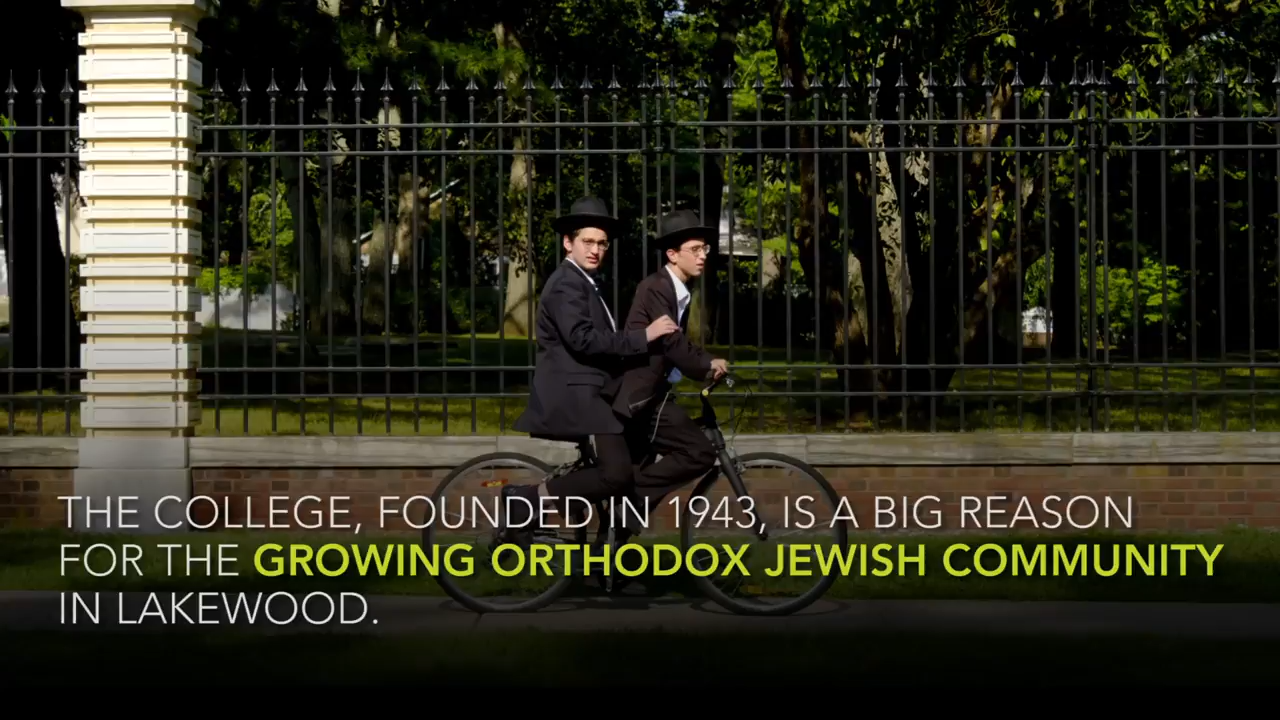 THE COLLEGE, FOUNDED IN 1943, IS A BIG REASON
FOR THE GROWING ORTHODOX JEWISH COMMUNITY
IN LAKEWOOD.